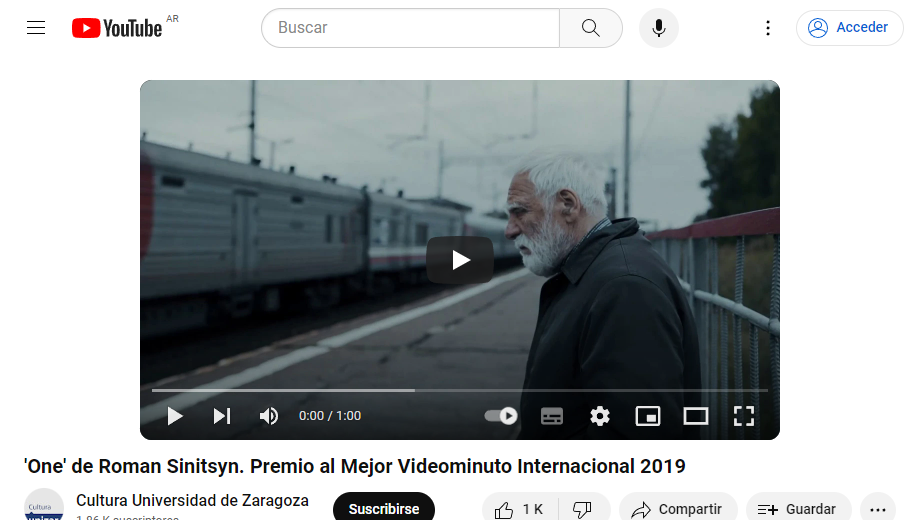 YouTube AR
Buscar
Acceder
0:00 / 1:00
'One' de Roman Sinitsyn. Premio al Mejor Videominuto Internacional 2019
Cultura
Cultura Universidad de Zaragoza
1,86 K suscriptores
Suscribirse
1 K
Compartir
Guardar